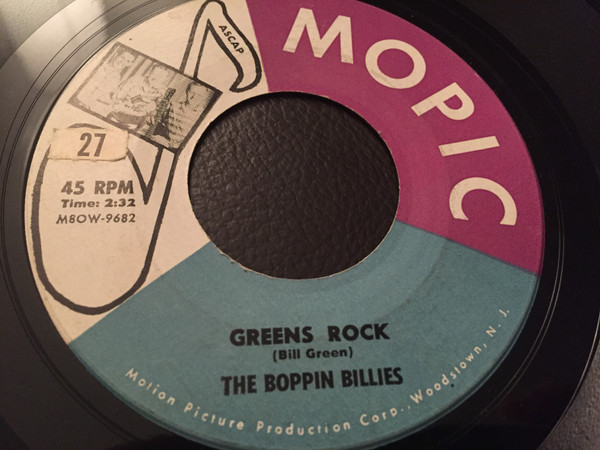 MOPIC
ASCAP
27
45 RPM
Time: 2:32
M8OW-9682
GREENS ROCK
(Bill Green)
THE BOPPIN BILLIES
Motion Picture Production Corp., Woodstown, N. J.